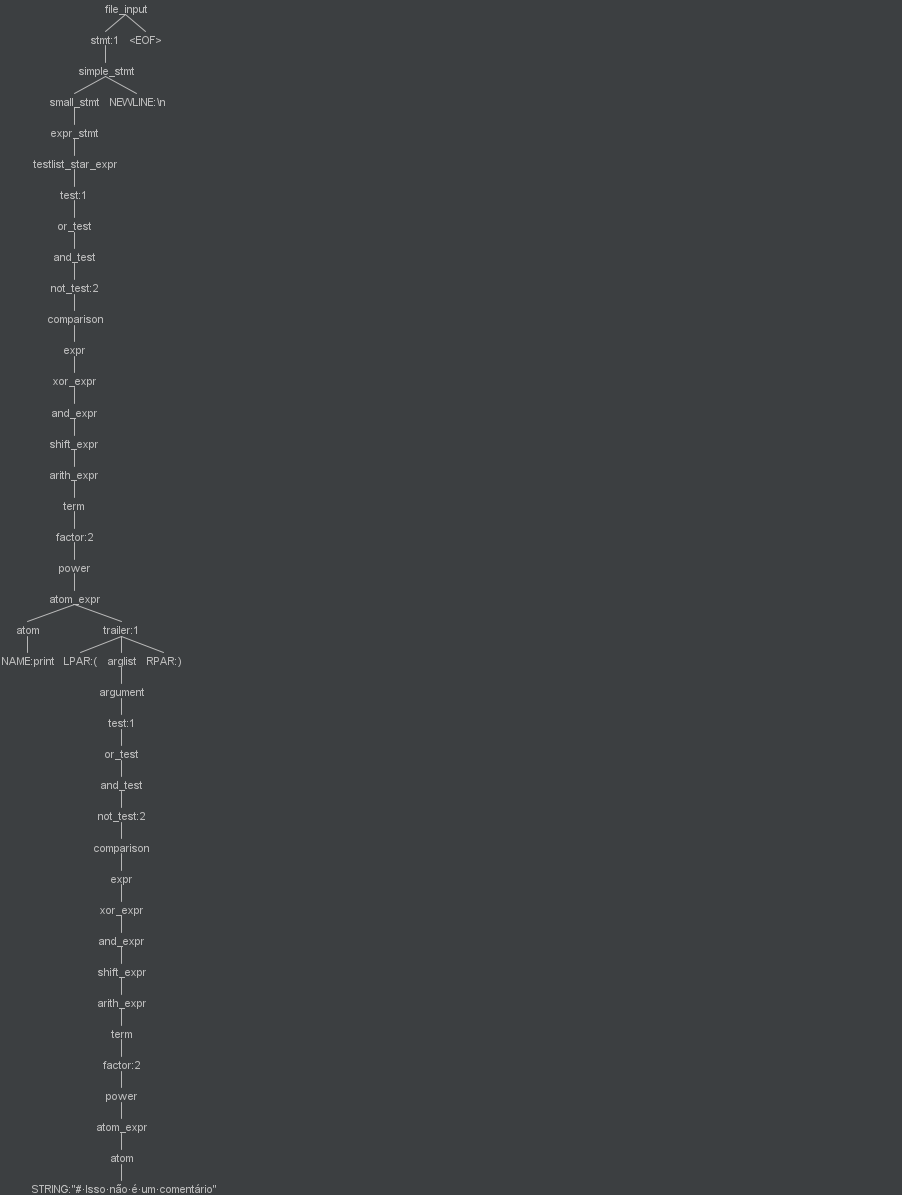 file_input
stmt:1 <EOF>
simple_stmt
small_stmt NEWLINE:\n
expr_stmt
testlist_star_expr
test:1
or_test
and_test
not_test:2
comparison
expr
xor_expr
and_expr
shift_expr
arith_expr
term
factor:2
power
atom_expr
atom trailer:1
NAME:print LPAR:( arglist RPAR:)
argument
test:1
or_test
and_test
not_test:2
comparison
expr
xor_expr
and_expr
shift_expr
arith_expr
term
factor:2
power
atom_expr
atom
STRING:"#·Isso·não·é·um·comentário"